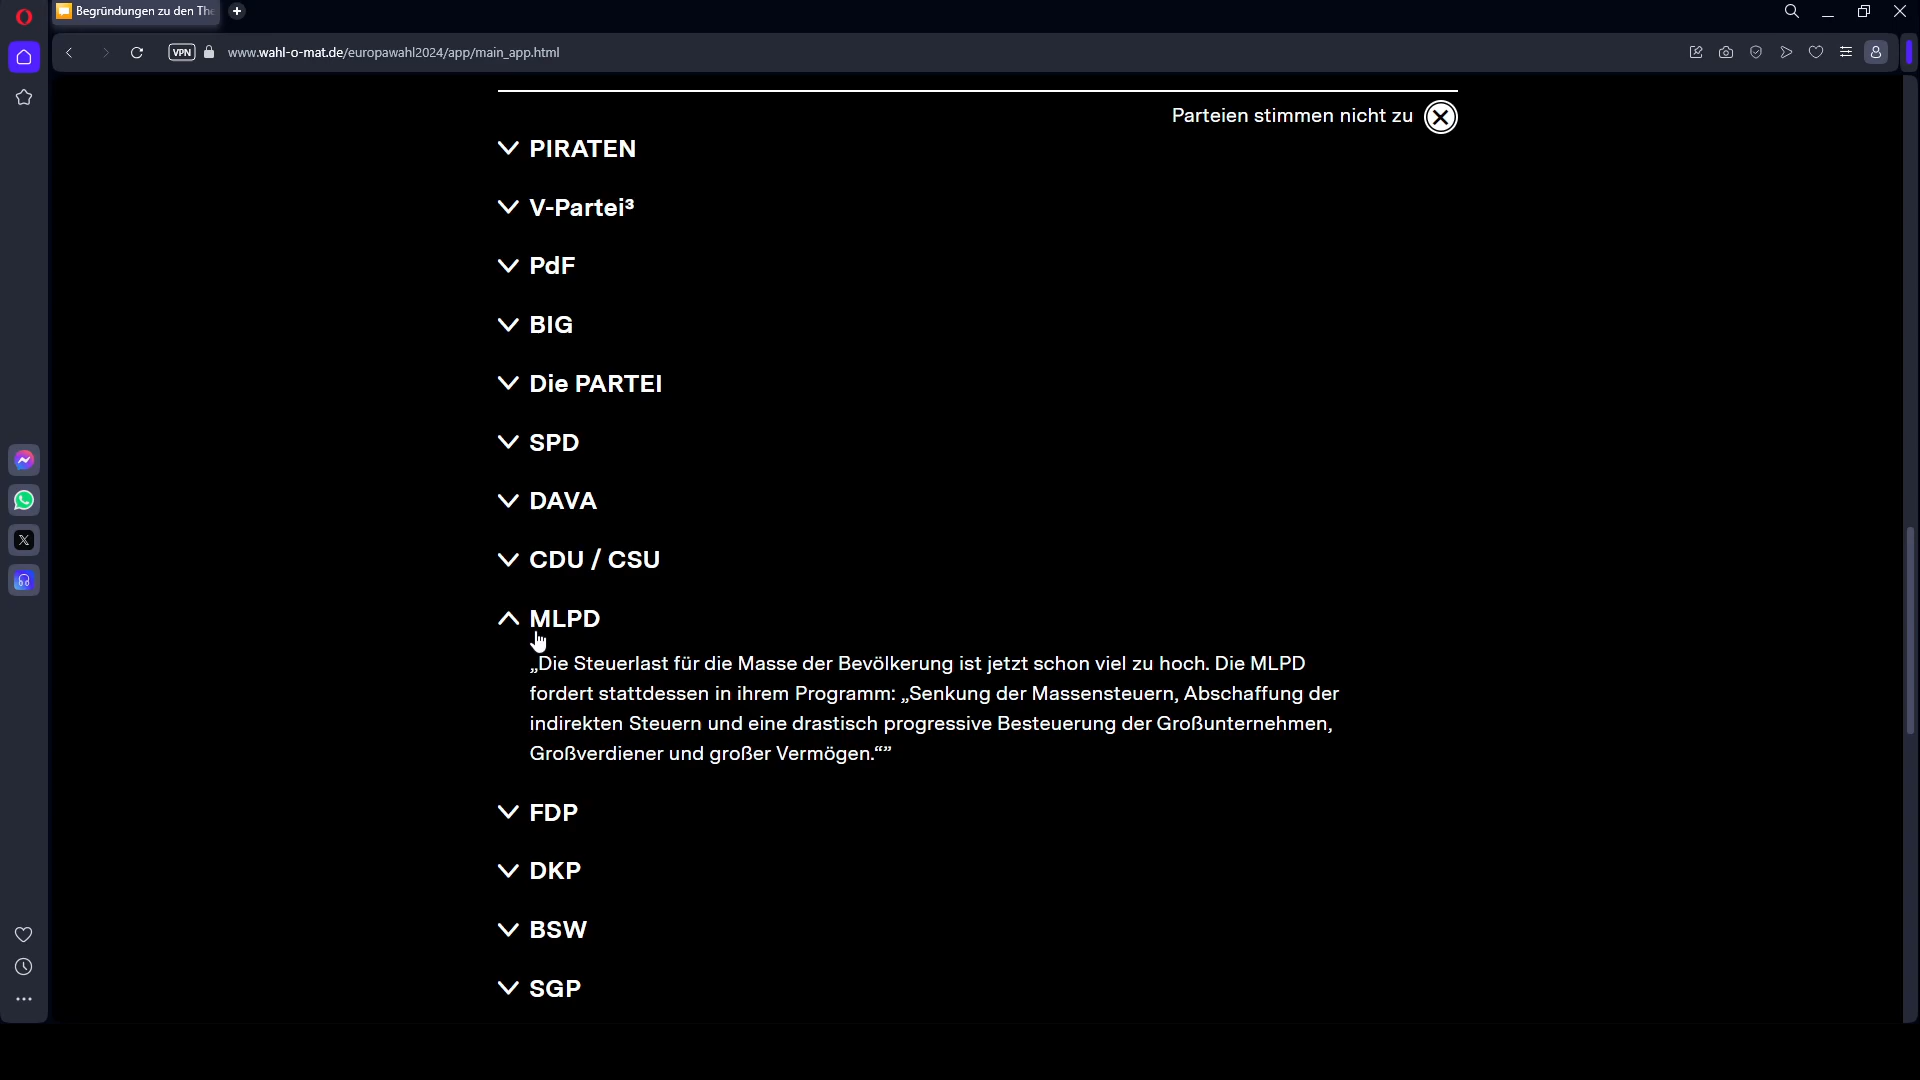 Begründungen zu den Th
VPN
www.wahl-o-mat.de/europawahl2024/app/main_app.html
Parteien stimmen nicht zu
PIRATEN
V-Partei³
PdF
BIG
Die PARTEI
SPD
DAVA
CDU / CSU
MLPD
„Die Steuerlast für die Masse der Bevölkerung ist jetzt schon viel zu hoch. Die MLPD
fordert stattdessen in ihrem Programm: „Senkung der Massensteuern, Abschaffung der
indirekten Steuern und eine drastisch progressive Besteuerung der Großunternehmen,
Großverdiener und großer Vermögen.“”
FDP
DKP
BSW
SGP